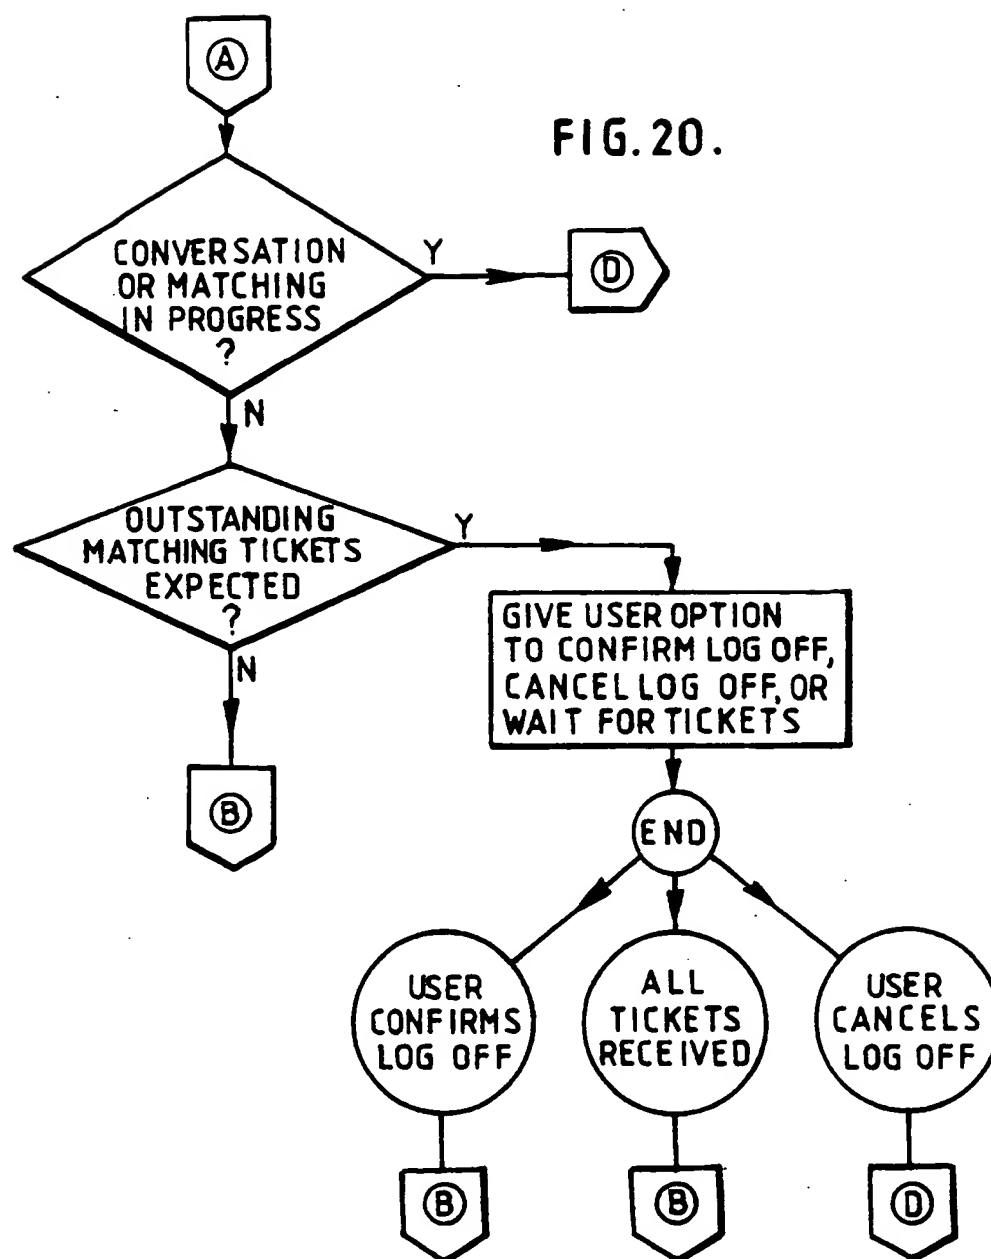 A
FIG. 20.
CONVERSATION
OR MATCHING
IN PROGRESS
?
Y
D
N
OUTSTANDING
MATCHING TICKETS
EXPECTED
?
Y
N
GIVE USER OPTION
TO CONFIRM LOG OFF,
CANCEL LOG OFF, OR
WAIT FOR TICKETS
B
END
USER
CONFIRMS
LOG OFF
ALL
TICKETS
RECEIVED
USER
CANCELS
LOG OFF
B
B
D